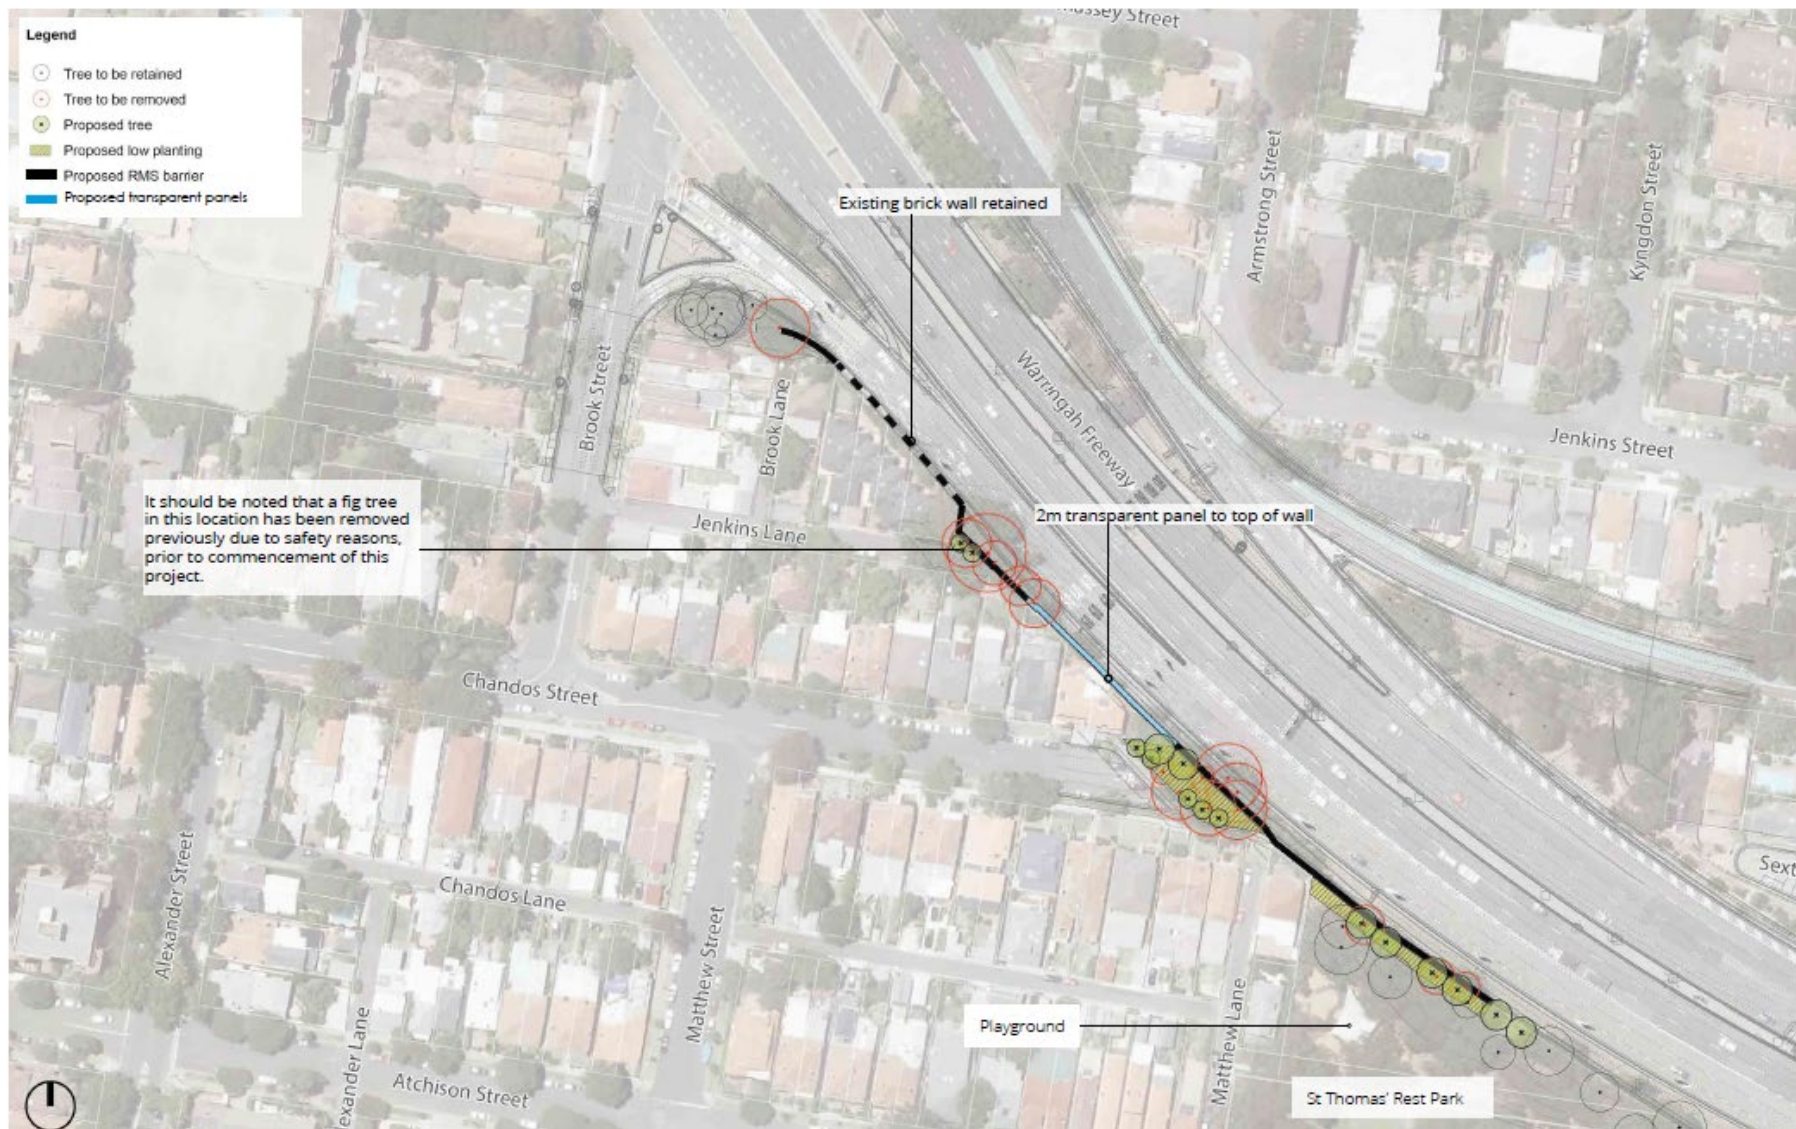 Legend
Tree to be retained
Tree to be removed
Proposed tree
Proposed low planting
Proposed RMS barrier
Proposed transparent panels
Street
Existing brick wall retained
Armstrong Street
Kyngdon Street
Brook Street
Brook Lane
Warringah Freeway
Jenkins Street
It should be noted that a fig tree
in this location has been removed
previously due to safety reasons,
prior to commencement of this
project.
Jenkins Lane
2m transparent panel to top of wall
Chandos Street
Alexander Street
Chandos Lane
Matthew Street
Sext
Playground
Matthew Lane
exander Lane
Atchison Street
St Thomas' Rest Park